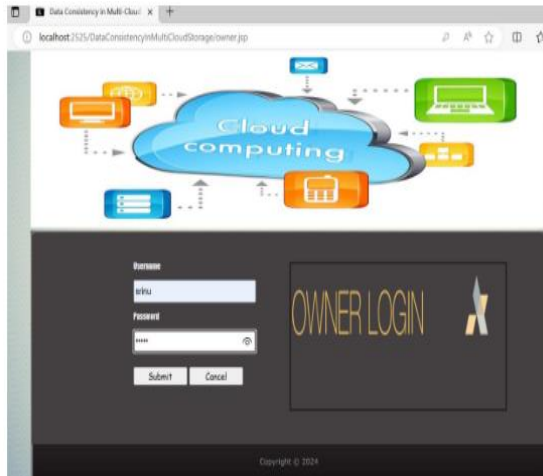 Data Consistency in Multi-Cloud
localhost:2525/DataConsistencyInMultiCloudStorage/owner.jsp
Cloud
computing
Username
srinu
Password
•••••
Submit Cancel
OWNER LOGIN
Copyright © 2024